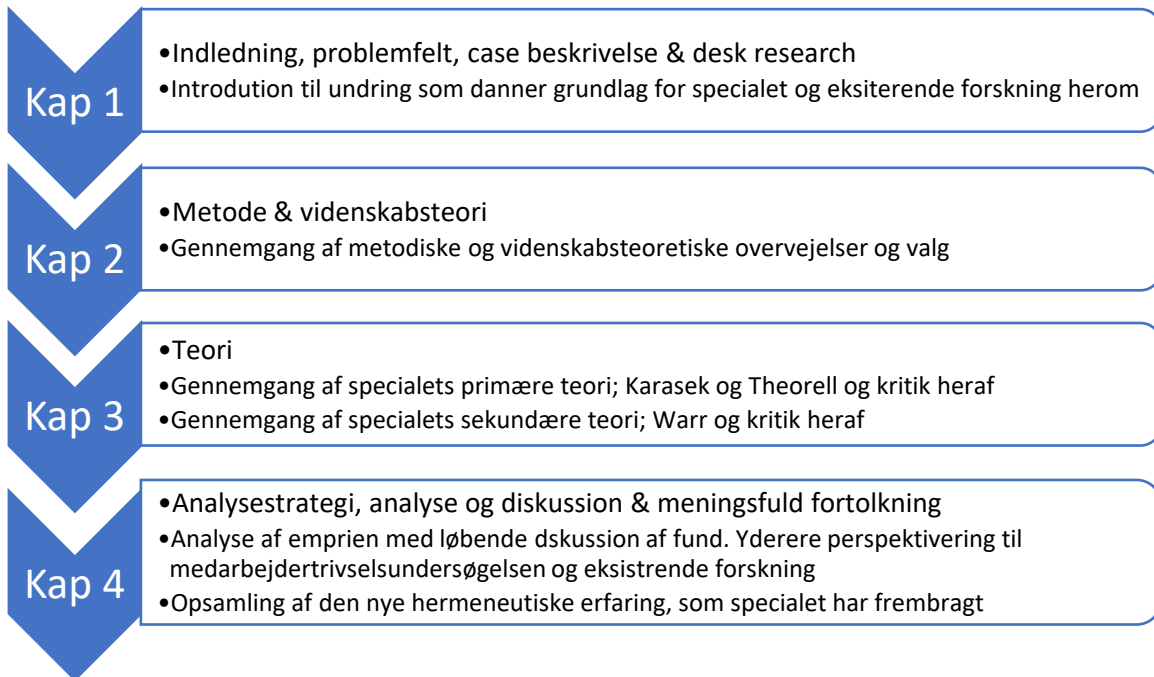 Kap 1
•Indledning, problemfelt, case beskrivelse & desk research
•Introdution til undring som danner grundlag for specialet og eksiterende forskning herom
Kap 2
•Metode & videnskabsteori
•Gennemgang af metodiske og videnskabsteoretiske overvejelser og valg
Kap 3
•Teori
•Gennemgang af specialets primære teori; Karasek og Theorell og kritik heraf
•Gennemgang af specialets sekundære teori; Warr og kritik heraf
Kap 4
•Analysestrategi, analyse og diskussion & meningsfuld fortolkning
•Analyse af emprien med løbende dskussion af fund. Yderere perspektivering til
medarbejdertrivselsundersøgelsen og eksistrende forskning
•Opsamling af den nye hermeneutiske erfaring, som specialet har frembragt